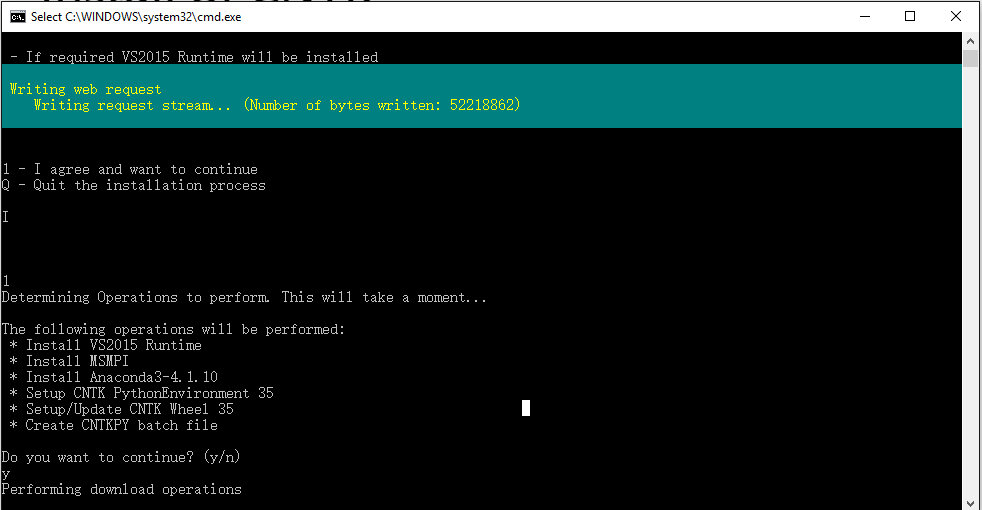 Select C:\WINDOWS\system32\cmd.exe
- If required VS2015 Runtime will be installed
Writing web request
Writing request stream... (Number of bytes written: 52218862)
1 - I agree and want to continue
Q - Quit the installation process
I
1
Determining Operations to perform. This will take a moment...
The following operations will be performed:
* Install VS2015 Runtime
* Install MSMPI
* Install Anaconda3-4.1.10
* Setup CNTK PythonEnvironment 35
* Setup/Update CNTK Wheel 35
* Create CNTKPY batch file
Do you want to continue? (y/n)
y
Performing download operations